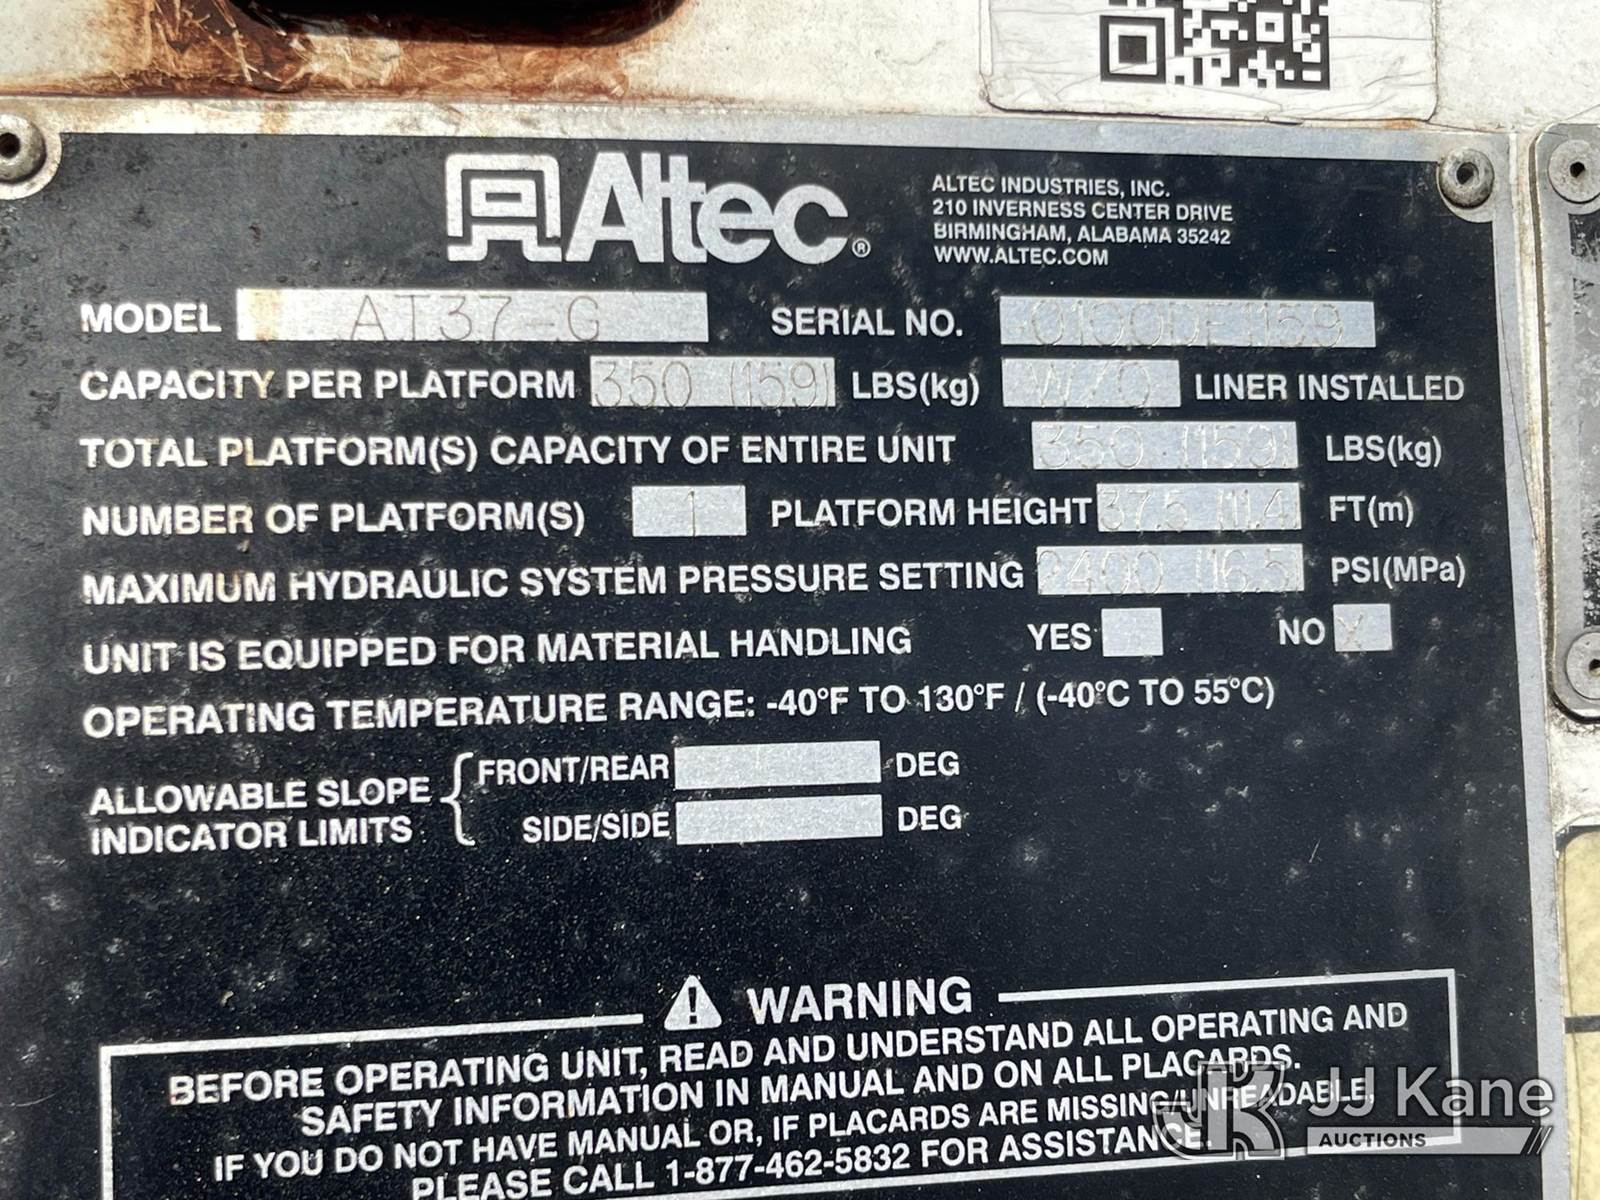 Altec®
ALTEC INDUSTRIES, INC.
210 INVERNESS CENTER DRIVE
BIRMINGHAM, ALABAMA 35242
WWW.ALTEC.COM
MODEL AT37-G SERIAL NO. 0100DE1159
CAPACITY PER PLATFORM 350 (159) LBS(kg) W/O LINER INSTALLED
TOTAL PLATFORM(S) CAPACITY OF ENTIRE UNIT 350 (159) LBS(kg)
NUMBER OF PLATFORM(S) 1 PLATFORM HEIGHT 37.5 (11.4) FT(m)
MAXIMUM HYDRAULIC SYSTEM PRESSURE SETTING 2400 (16.5) PSI(MPa)
UNIT IS EQUIPPED FOR MATERIAL HANDLING YES NO X
OPERATING TEMPERATURE RANGE: -40°F TO 130°F / (-40°C TO 55°C)
ALLOWABLE SLOPE INDICATOR LIMITS
FRONT/REAR DEG
SIDE/SIDE DEG
WARNING
BEFORE OPERATING UNIT, READ AND UNDERSTAND ALL OPERATING AND
SAFETY INFORMATION IN MANUAL AND ON ALL PLACARDS.
IF YOU DO NOT HAVE MANUAL OR, IF PLACARDS ARE MISSING/UNREADABLE,
PLEASE CALL 1-877-462-5832 FOR ASSISTANCE.
JJ Kane
AUCTIONS